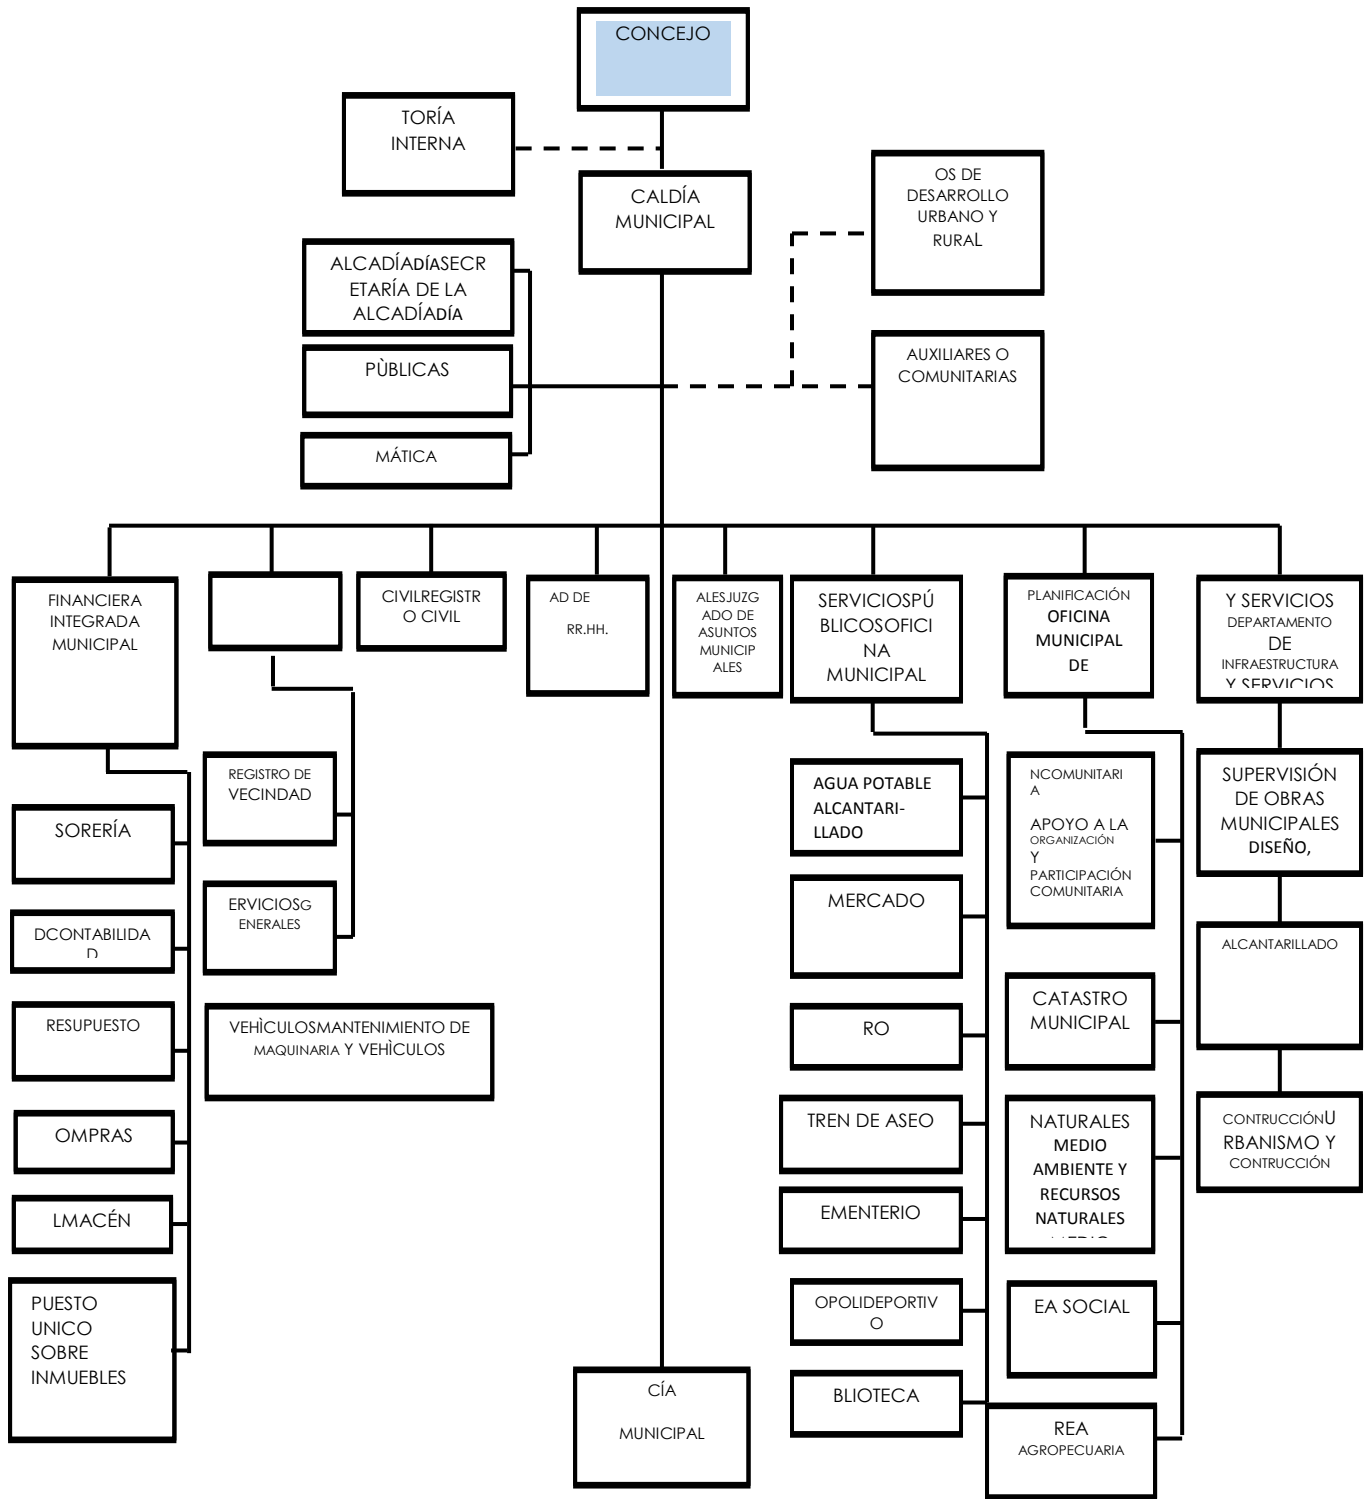 CONCEJO
TORÍA
INTERNA
CALDÍA
MUNICIPAL
OS DE
DESARROLLO
URBANO Y
RURAL
ALCADÍADÍASECR
ETARÍA DE LA
ALCADÍADÍA
PÙBLICAS
AUXILIARES O
COMUNITARIAS
MÁTICA
FINANCIERA
INTEGRADA
MUNICIPAL
CIVILREGISTR
O CIVIL
AD DE
RR.HH.
ALESJUZG
ADO DE
ASUNTOS
MUNICIP
ALES
SERVICIOSPÚ
BLICOSOFICI
NA
MUNICIPAL
PLANIFICACIÓN
OFICINA
MUNICIPAL
DE
Y SERVICIOS
DEPARTAMENTO
DE
INFRAESTRUCTURA
Y SERVICIOS
REGISTRO DE
VECINDAD
ERVICIOSG
ENERALES
VEHÌCULOSMANTENIMIENTO DE
MAQUINARIA Y VEHÌCULOS
SORERÍA
DCONTABILIDA
D
RESUPUESTO
OMPRAS
LMACÉN
PUESTO
UNICO
SOBRE
INMUEBLES
AGUA POTABLE
ALCANTARI-
LLADO
MERCADO
RO
TREN DE ASEO
EMENTERIO
OPOLIDEPORTIV
O
BLIOTECA
NCOMUNITARI
A
APOYO A LA
ORGANIZACIÓN
Y
PARTICIPACIÓN
COMUNITARIA
CATASTRO
MUNICIPAL
NATURALES
MEDIO
AMBIENTE Y
RECURSOS
NATURALES
EA SOCIAL
REA
AGROPECUARIA
SUPERVISIÓN
DE OBRAS
MUNICIPALES
DISEÑO,
ALCANTARILLADO
CONTRUCCIÓNU
RBANISMO Y
CONTRUCCIÓN
CÍA
MUNICIPAL